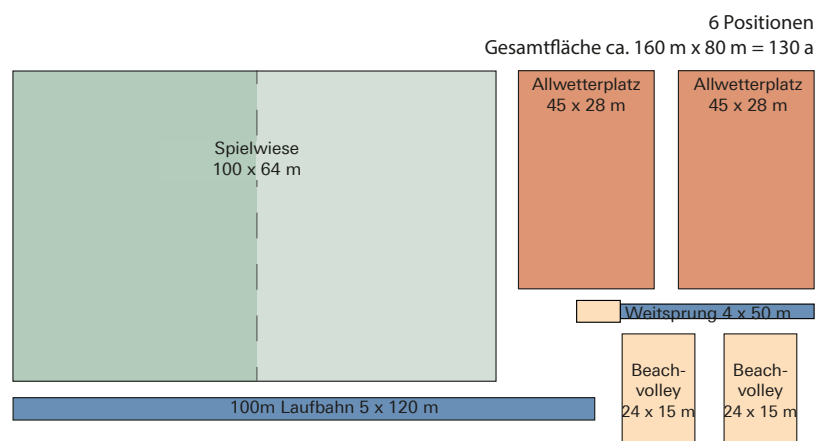 6 Positionen
Gesamtfläche ca. 160 m x 80 m = 130 a
Allwetterplatz
45 x 28 m
Allwetterplatz
45 x 28 m
Spielwiese
100 x 64 m
Weitsprung 4 x 50 m
Beach-
volley
24 x 15 m
Beach-
volley
24 x 15 m
100m Laufbahn 5 x 120 m